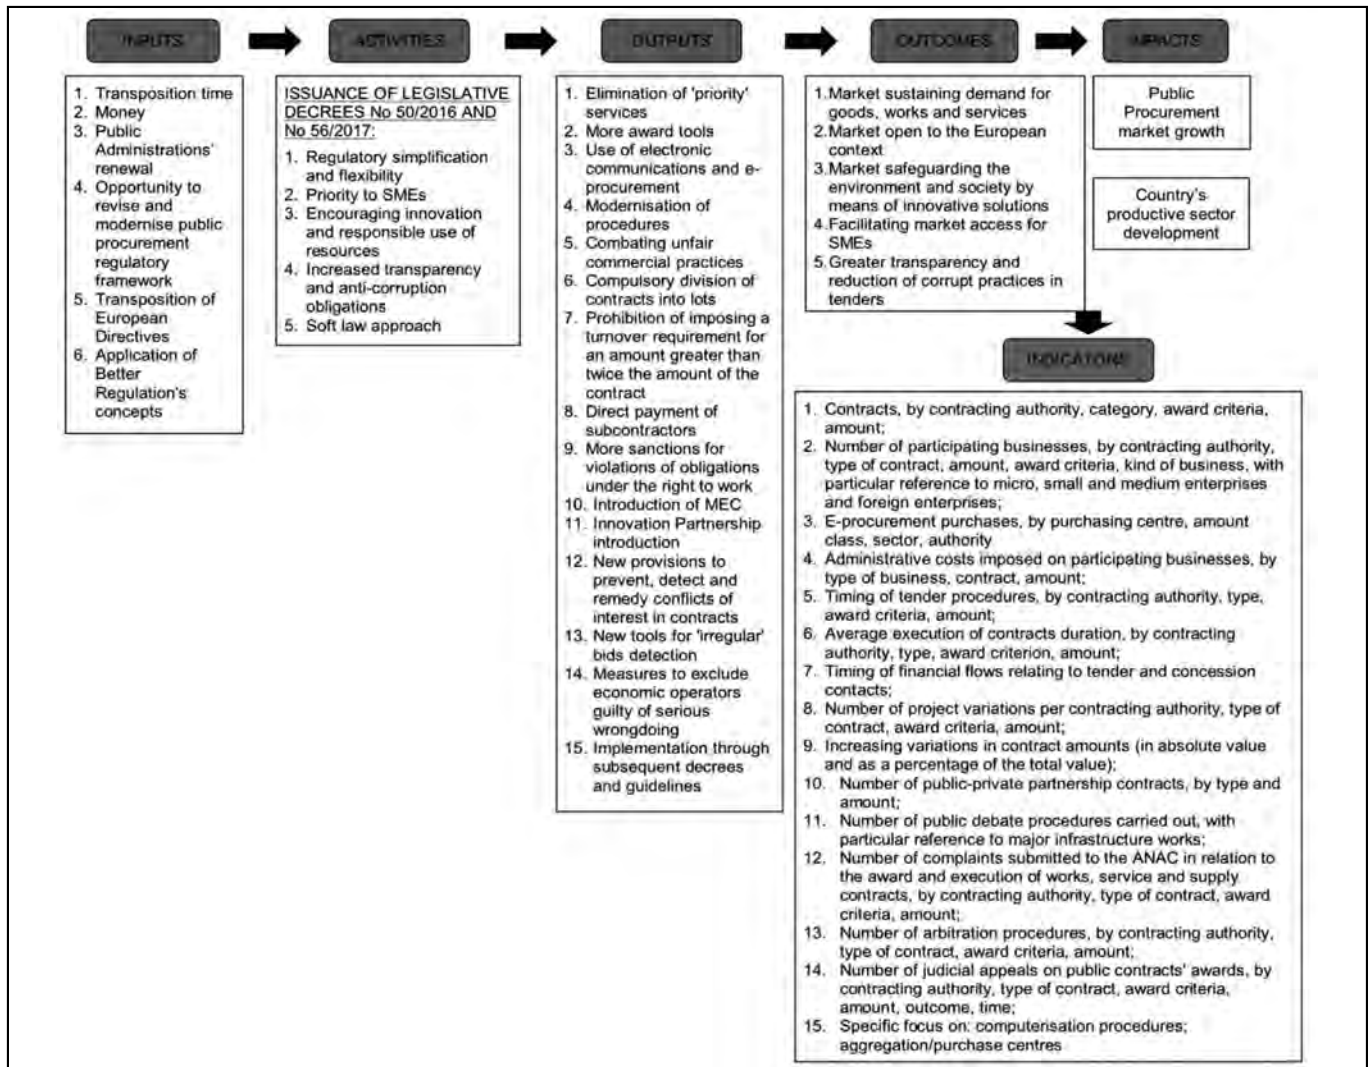 INPUTS
ACTIVITIES
OUTPUTS
OUTCOMES
IMPACTS
1. Transposition time
2. Money
3. Public
Administrations'
renewal
4. Opportunity to
revise and
modernise public
procurement
regulatory
framework
5. Transposition of
European
Directives
6. Application of
Better
Regulation's
concepts
ISSUANCE OF LEGISLATIVE
DECREES No 50/2016 AND
No 56/2017:
1. Regulatory simplification
and flexibility
2. Priority to SMEs
3. Encouraging innovation
and responsible use of
resources
4. Increased transparency
and anti-corruption
obligations
5. Soft law approach
1. Elimination of 'priority'
services
2. More award tools
3. Use of electronic
communications and e-
procurement
4. Modernisation of
procedures
5. Combating unfair
commercial practices
6. Compulsory division of
contracts into lots
7. Prohibition of imposing a
turnover requirement for
an amount greater than
twice the amount of the
contract
8. Direct payment of
subcontractors
9. More sanctions for
violations of obligations
under the right to work
10. Introduction of MEC
11. Innovation Partnership
introduction
12. New provisions to
prevent, detect and
remedy conflicts of
interest in contracts
13. New tools for 'irregular'
bids detection
14. Measures to exclude
economic operators
guilty of serious
wrongdoing
15. Implementation through
subsequent decrees
and guidelines
1.Market sustaining demand for
goods, works and services
2.Market open to the European
context
3.Market safeguarding the
environment and society by
means of innovative solutions
4.Facilitating market access for
SMEs
5.Greater transparency and
reduction of corrupt practices in
tenders
Public
Procurement
market growth
Country's
productive sector
development
INDICATORS
1. Contracts, by contracting authority, category, award criteria,
amount;
2. Number of participating businesses, by contracting authority,
type of contract, amount, award criteria, kind of business, with
particular reference to micro, small and medium enterprises
and foreign enterprises;
3. E-procurement purchases, by purchasing centre, amount
class, sector, authority
4. Administrative costs imposed on participating businesses, by
type of business, contract, amount;
5. Timing of tender procedures, by contracting authority, type,
award criteria, amount;
6. Average execution of contracts duration, by contracting
authority, type, award criterion, amount;
7. Timing of financial flows relating to tender and concession
contacts;
8. Number of project variations per contracting authority, type of
contract, award criteria, amount;
9. Increasing variations in contract amounts (in absolute value
and as a percentage of the total value);
10. Number of public-private partnership contracts, by type and
amount;
11. Number of public debate procedures carried out, with
particular reference to major infrastructure works;
12. Number of complaints submitted to the ANAC in relation to
the award and execution of works, service and supply
contracts, by contracting authority, type of contract, award
criteria, amount;
13. Number of arbitration procedures, by contracting authority,
type of contract, award criteria, amount;
14. Number of judicial appeals on public contracts' awards, by
contracting authority, type of contract, award criteria,
amount, outcome, time;
15. Specific focus on: computerisation procedures;
aggregation/purchase centres